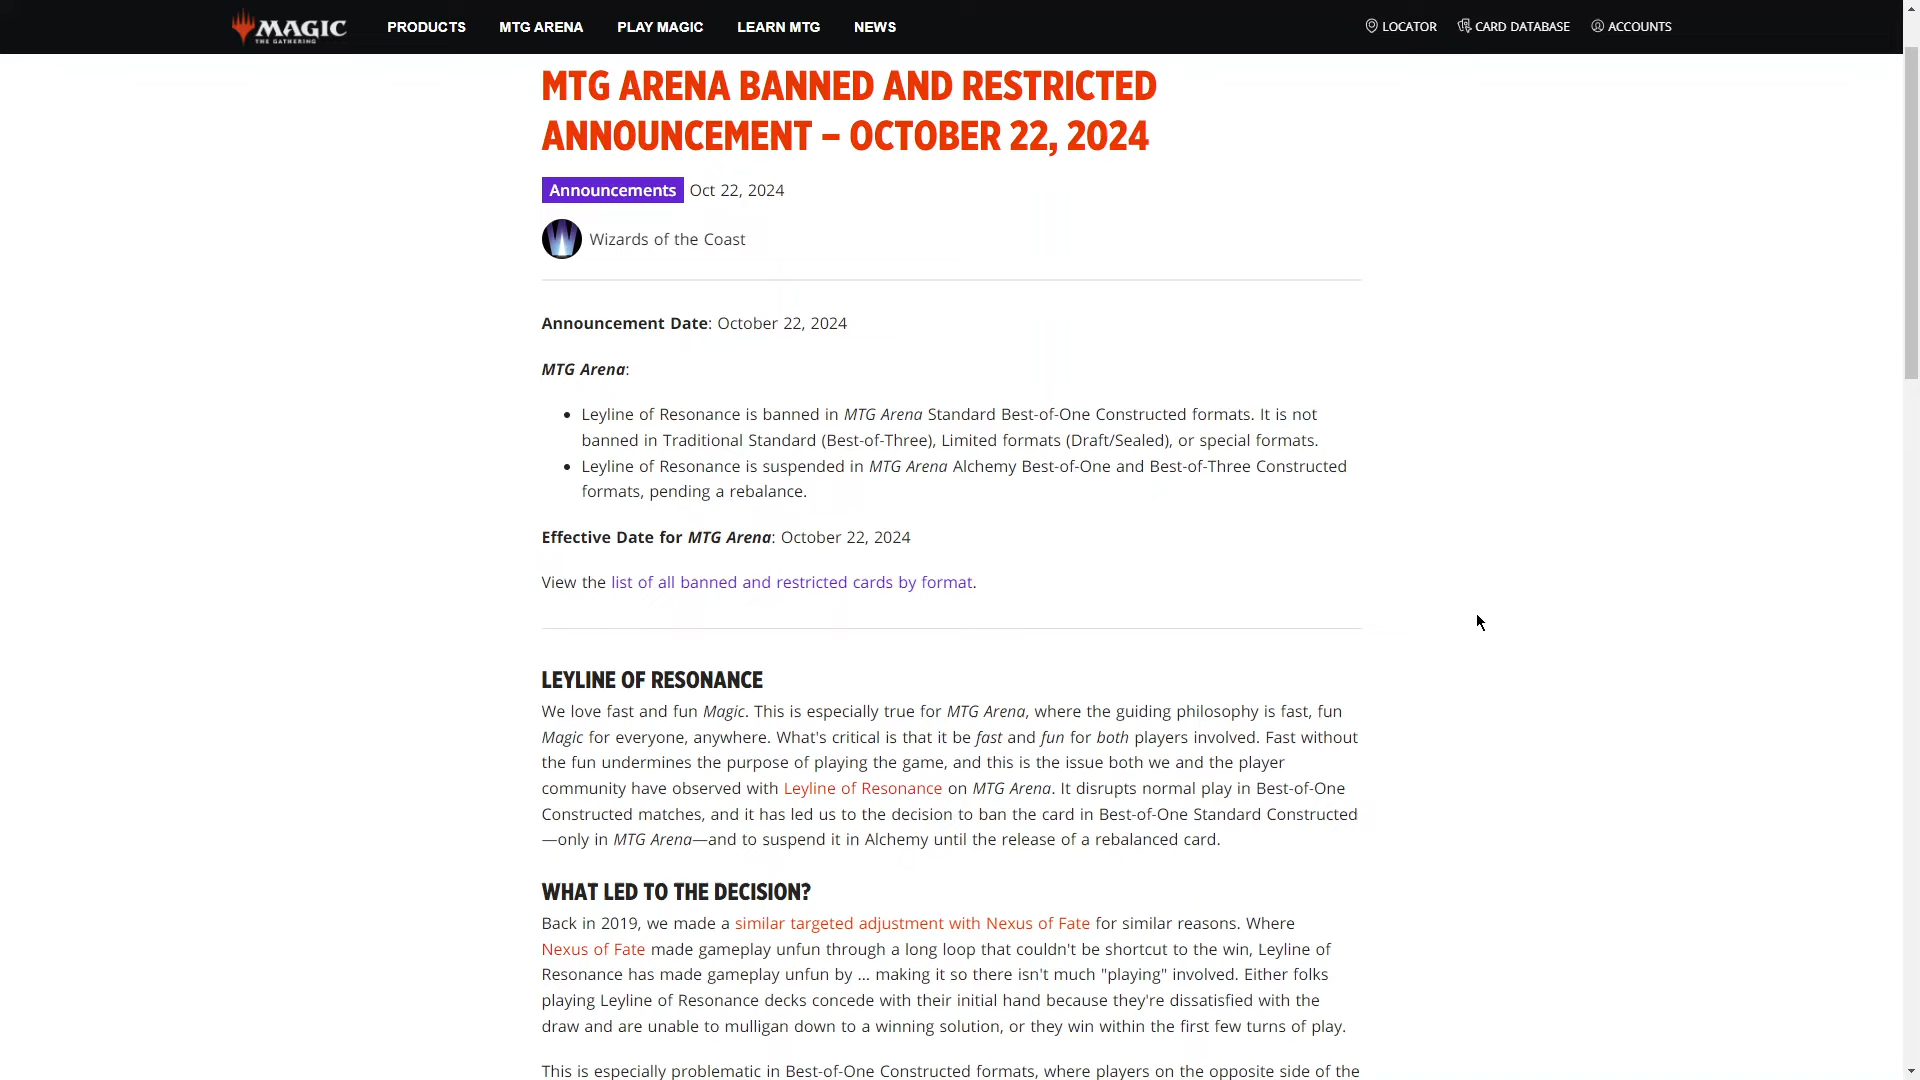 MAGIC
THE GATHERING
PRODUCTS MTG ARENA PLAY MAGIC LEARN MTG NEWS LOCATOR CARD DATABASE ACCOUNTS
MTG ARENA BANNED AND RESTRICTED
ANNOUNCEMENT – OCTOBER 22, 2024
Announcements Oct 22, 2024
Wizards of the Coast
Announcement Date: October 22, 2024
MTG Arena:
• Leyline of Resonance is banned in MTG Arena Standard Best-of-One Constructed formats. It is not
banned in Traditional Standard (Best-of-Three), Limited formats (Draft/Sealed), or special formats.
• Leyline of Resonance is suspended in MTG Arena Alchemy Best-of-One and Best-of-Three Constructed
formats, pending a rebalance.
Effective Date for MTG Arena: October 22, 2024
View the list of all banned and restricted cards by format.
LEYLINE OF RESONANCE
We love fast and fun Magic. This is especially true for MTG Arena, where the guiding philosophy is fast, fun
Magic for everyone, anywhere. What's critical is that it be fast and fun for both players involved. Fast without
the fun undermines the purpose of playing the game, and this is the issue both we and the player
community have observed with Leyline of Resonance on MTG Arena. It disrupts normal play in Best-of-One
Constructed matches, and it has led us to the decision to ban the card in Best-of-One Standard Constructed
—only in MTG Arena—and to suspend it in Alchemy until the release of a rebalanced card.
WHAT LED TO THE DECISION?
Back in 2019, we made a similar targeted adjustment with Nexus of Fate for similar reasons. Where
Nexus of Fate made gameplay unfun through a long loop that couldn't be shortcut to the win, Leyline of
Resonance has made gameplay unfun by ... making it so there isn't much "playing" involved. Either folks
playing Leyline of Resonance decks concede with their initial hand because they're dissatisfied with the
draw and are unable to mulligan down to a winning solution, or they win within the first few turns of play.
This is especially problematic in Best-of-One Constructed formats, where players on the opposite side of the